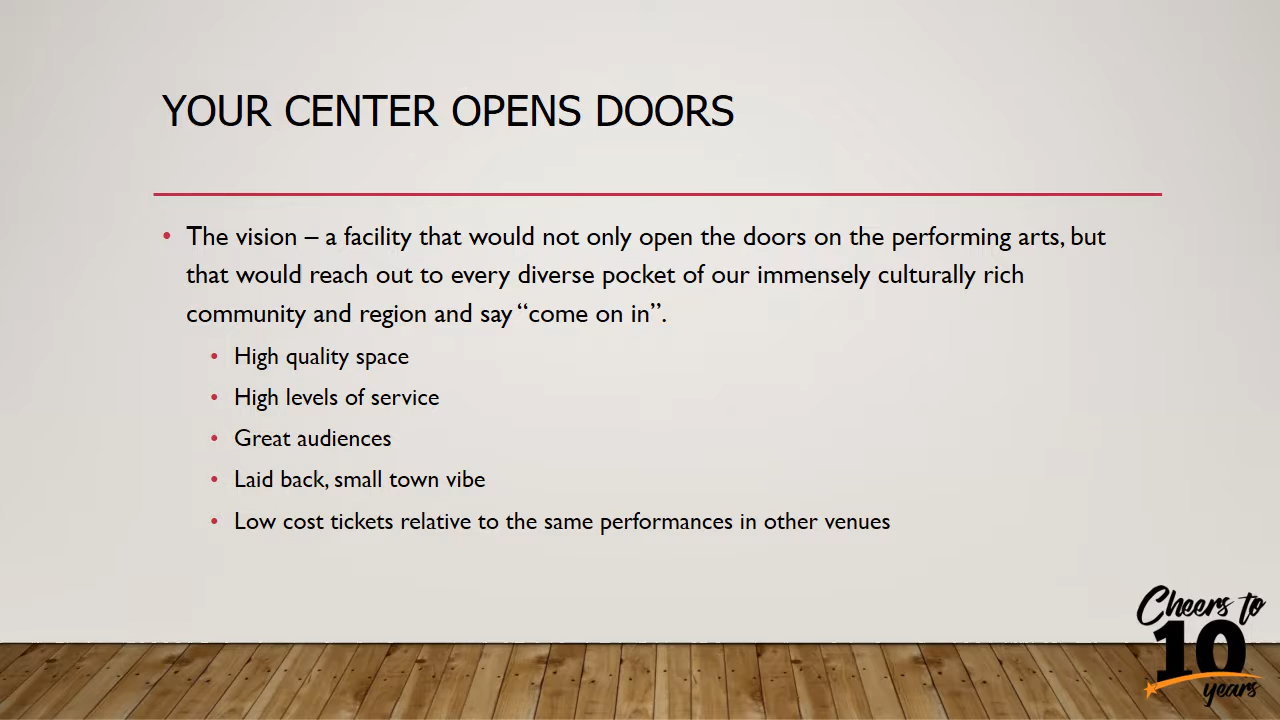 YOUR CENTER OPENS DOORS
• The vision – a facility that would not only open the doors on the performing arts, but
that would reach out to every diverse pocket of our immensely culturally rich
community and region and say “come on in”.
• High quality space
• High levels of service
• Great audiences
• Laid back, small town vibe
• Low cost tickets relative to the same performances in other venues
Cheers to
10
years